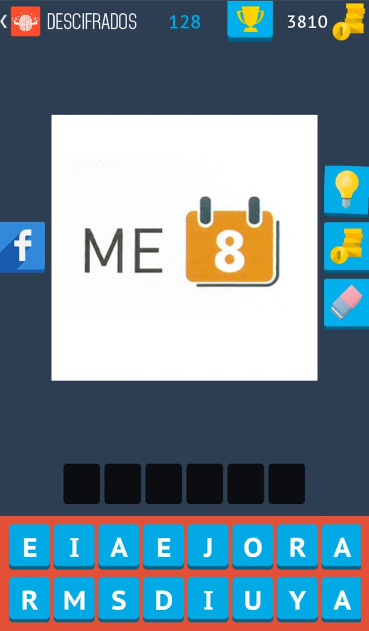 DESCIFRADOS 128 3810
f
ME 8
E I A E J O R A
R M S D I U Y A